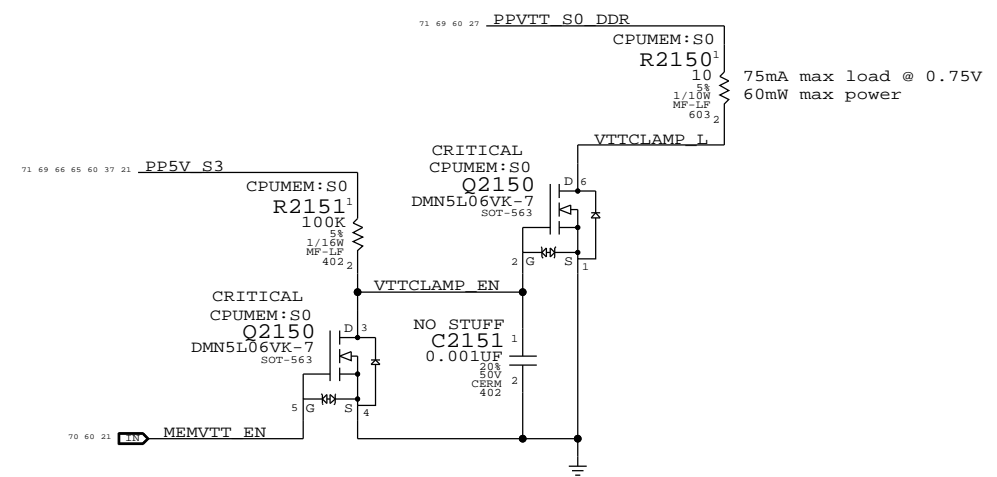 71 69 60 27 PPVTT_S0_DDR
CPUMEM:S0
R2150 1
10
5%
1/10W
MF-LF
603 2
75mA max load @ 0.75V
60mW max power
VTTCLAMP_L
CRITICAL
CPUMEM:S0
Q2150
DMN5L06VK-7
SOT-563
D 6
2 G S 1
71 69 66 65 60 37 21 PP5V_S3
CPUMEM:S0
R2151 1
100K
5%
1/16W
MF-LF
402 2
VTTCLAMP_EN
CRITICAL
CPUMEM:S0
Q2150
DMN5L06VK-7
SOT-563
D 3
5 G S 4
NO STUFF
C2151 1
0.001UF
20%
50V 2
CERM
402
70 60 21 IN MEMVTT_EN